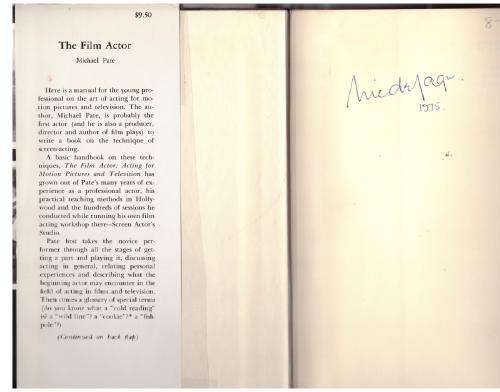 $9.50
The Film Actor
Michael Pate
Here is a manual for the young pro-
fessional on the art of acting for mo-
tion pictures and television. The au-
thor, Michael Pate, is probably the
first actor (and he is also a producer,
director and author of film plays) to
write a book on the technique of
screen-acting.
A basic handbook on these tech-
niques, The Film Actor: Acting for
Motion Pictures and Television has
grown out of Pate's many years of ex-
perience as a professional actor, his
practical teaching methods in Holly-
wood and the hundreds of sessions he
conducted while running his own film
acting workshop there—Screen Actor's
Studio.
Pate first takes the novice per-
former through all the stages of get-
ting a part and playing it, discussing
acting in general, relating personal
experiences and describing what the
beginning actor may encounter in the
field of acting in films and television.
Then comes a glossary of special terms
(do you know what a "cold reading"
is? a "wild line"? a "cookie"? a "fish-
pole"?)
(Continued on back flap)
1975.
8